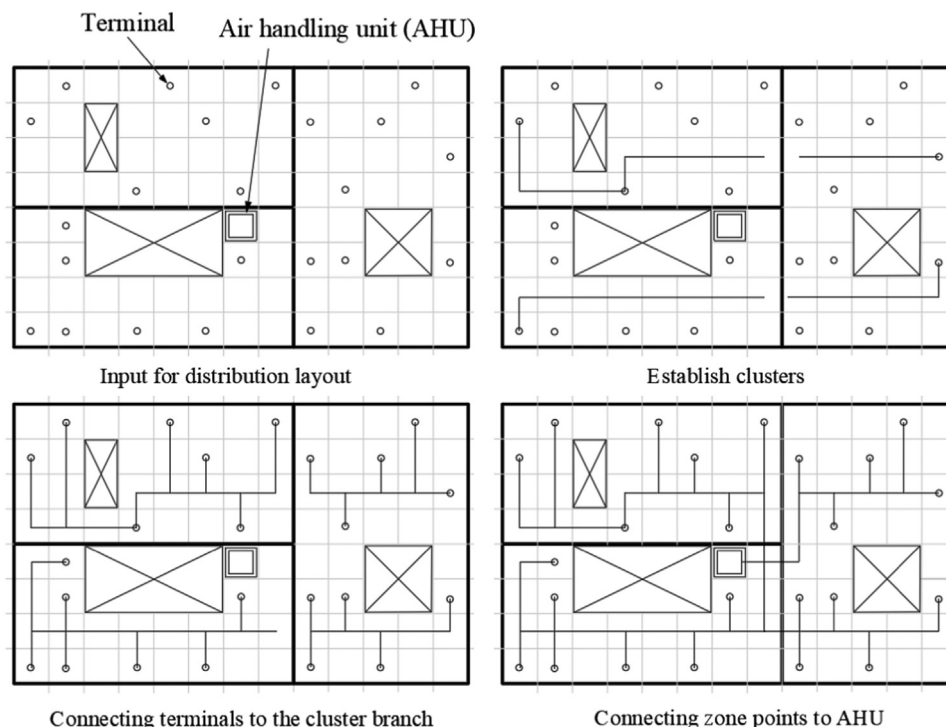 Terminal
Air handling unit (AHU)
Input for distribution layout
Establish clusters
Connecting terminals to the cluster branch
Connecting zone points to AHU